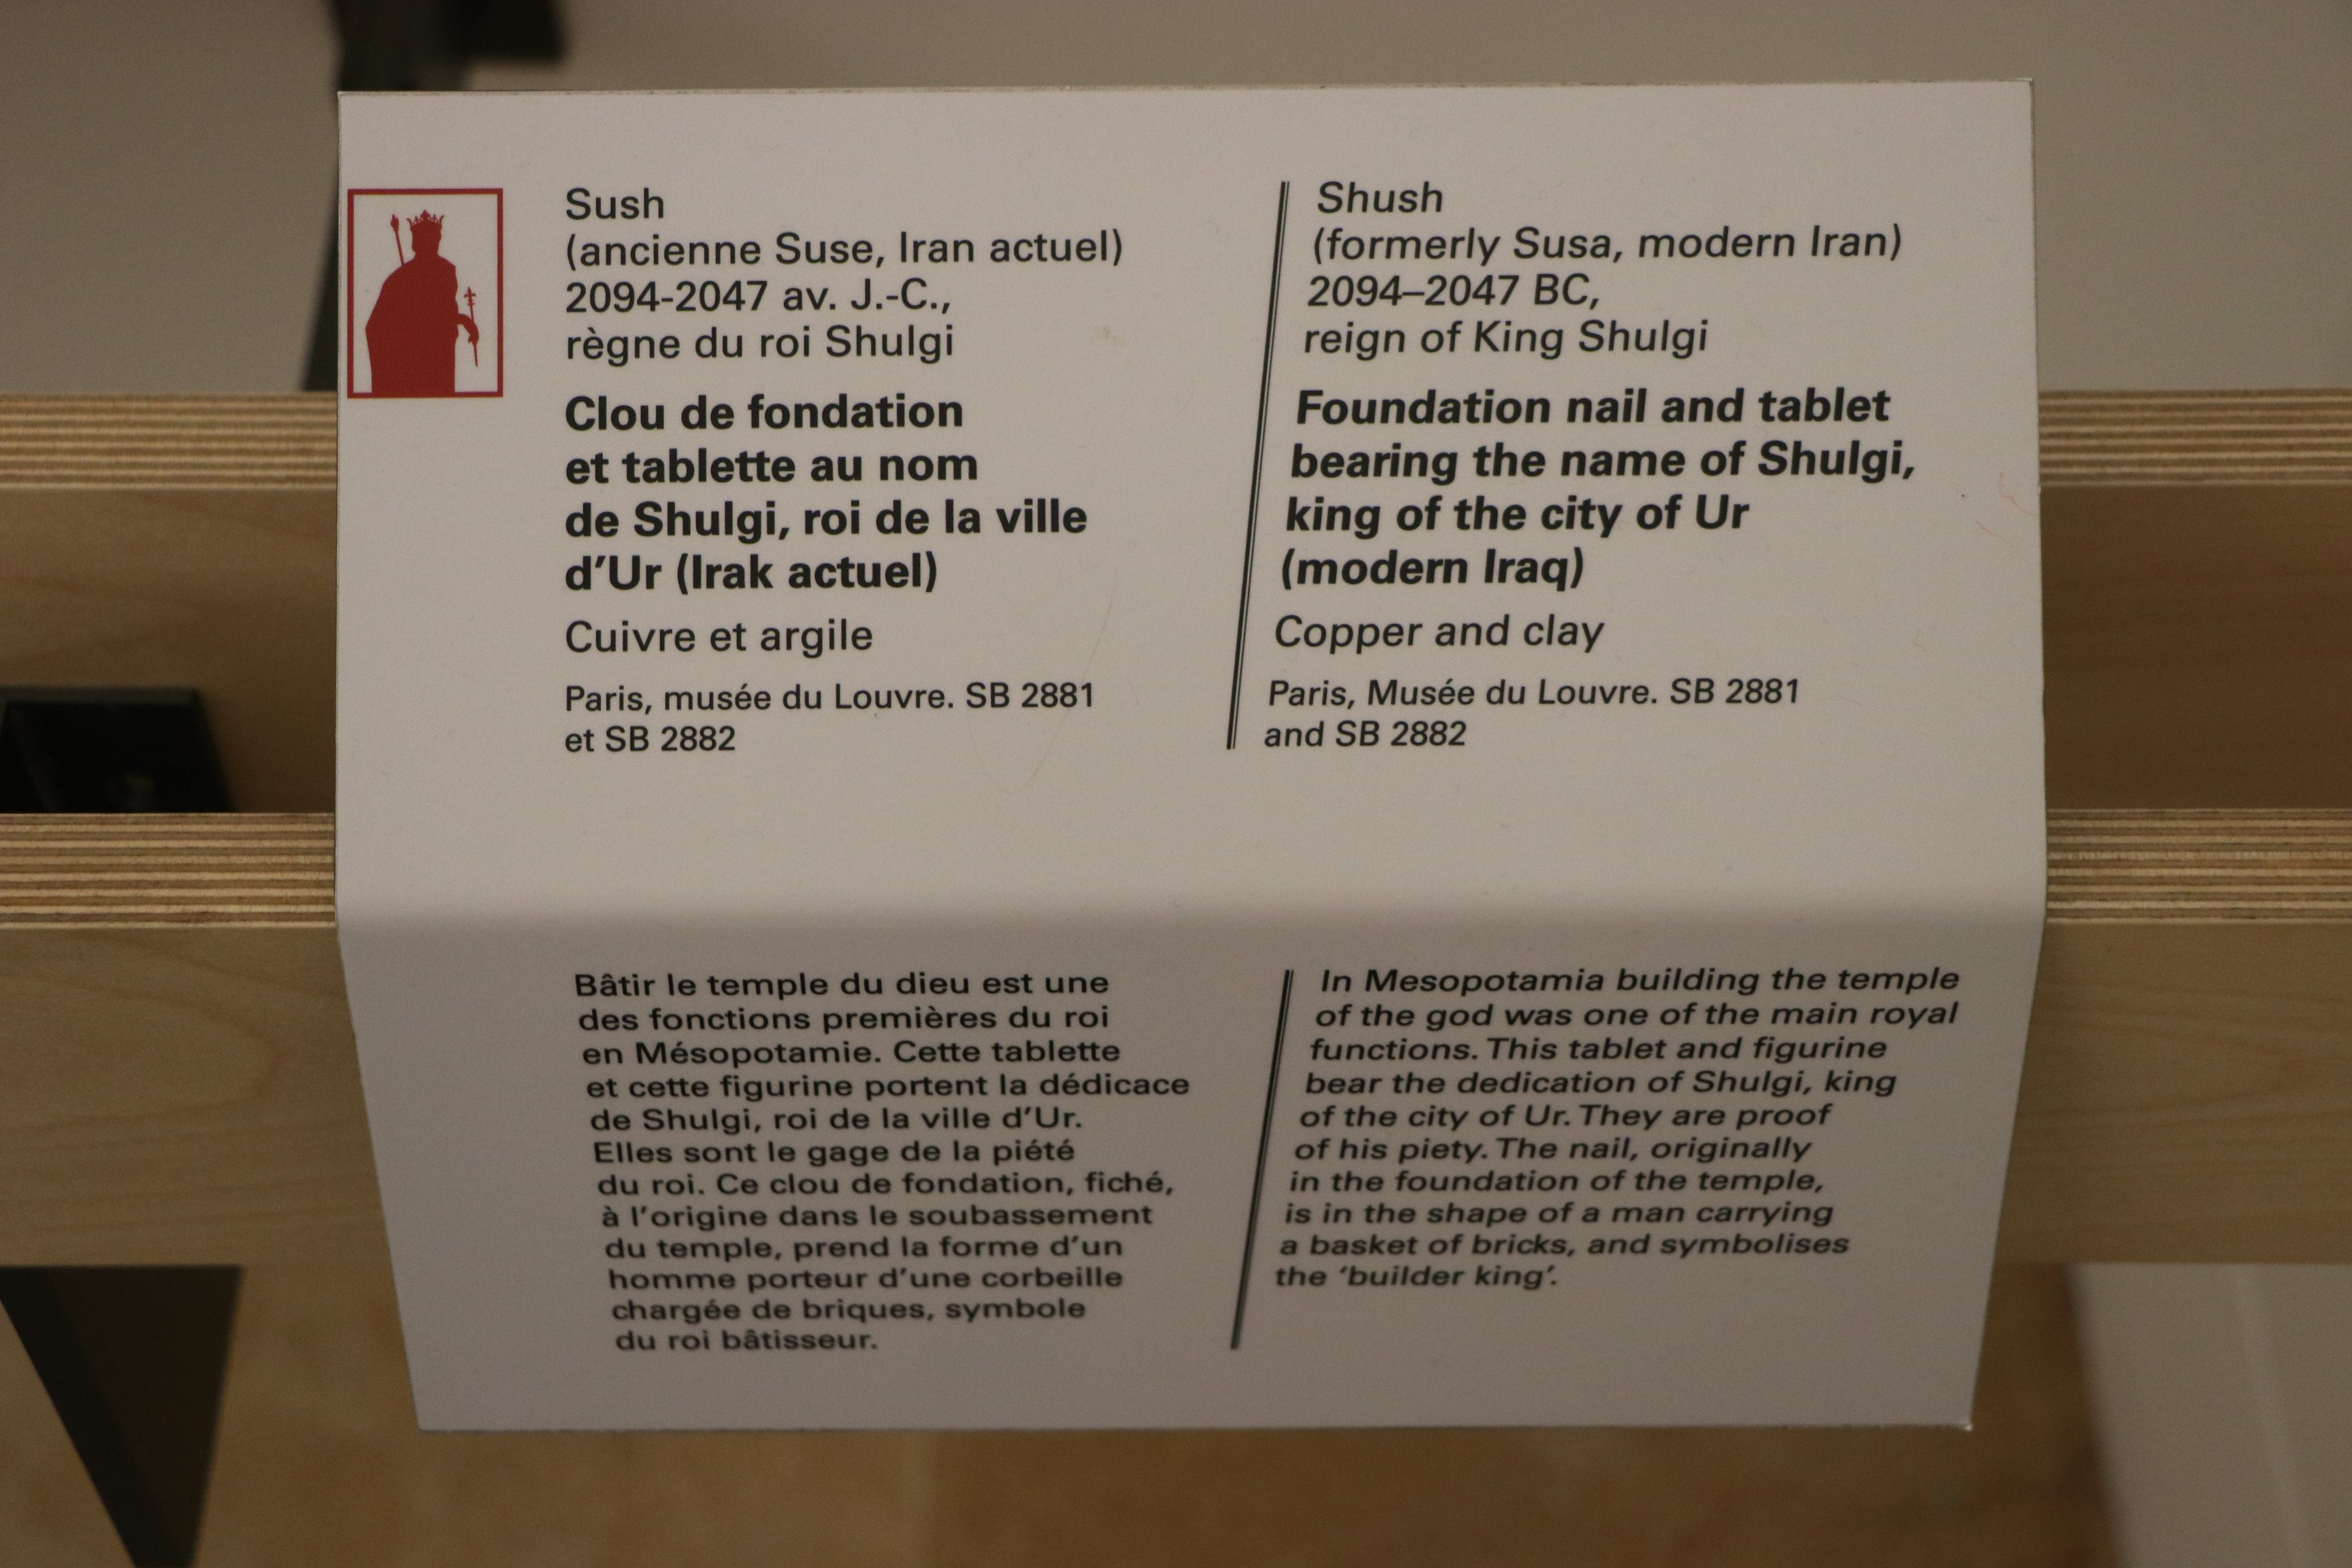 Sush
(ancienne Suse, Iran actuel)
2094-2047 av. J.-C.,
règne du roi Shulgi
Clou de fondation
et tablette au nom
de Shulgi, roi de la ville
d’Ur (Irak actuel)
Cuivre et argile
Paris, musée du Louvre. SB 2881
et SB 2882
Shush
(formerly Susa, modern Iran)
2094–2047 BC,
reign of King Shulgi
Foundation nail and tablet
bearing the name of Shulgi,
king of the city of Ur
(modern Iraq)
Copper and clay
Paris, Musée du Louvre. SB 2881
and SB 2882
Bâtir le temple du dieu est une
des fonctions premières du roi
en Mésopotamie. Cette tablette
et cette figurine portent la dédicace
de Shulgi, roi de la ville d’Ur.
Elles sont le gage de la piété
du roi. Ce clou de fondation, fiché,
à l’origine dans le soubassement
du temple, prend la forme d’un
homme porteur d’une corbeille
chargée de briques, symbole
du roi bâtisseur.
In Mesopotamia building the temple
of the god was one of the main royal
functions. This tablet and figurine
bear the dedication of Shulgi, king
of the city of Ur. They are proof
of his piety. The nail, originally
in the foundation of the temple,
is in the shape of a man carrying
a basket of bricks, and symbolises
the ‘builder king’.